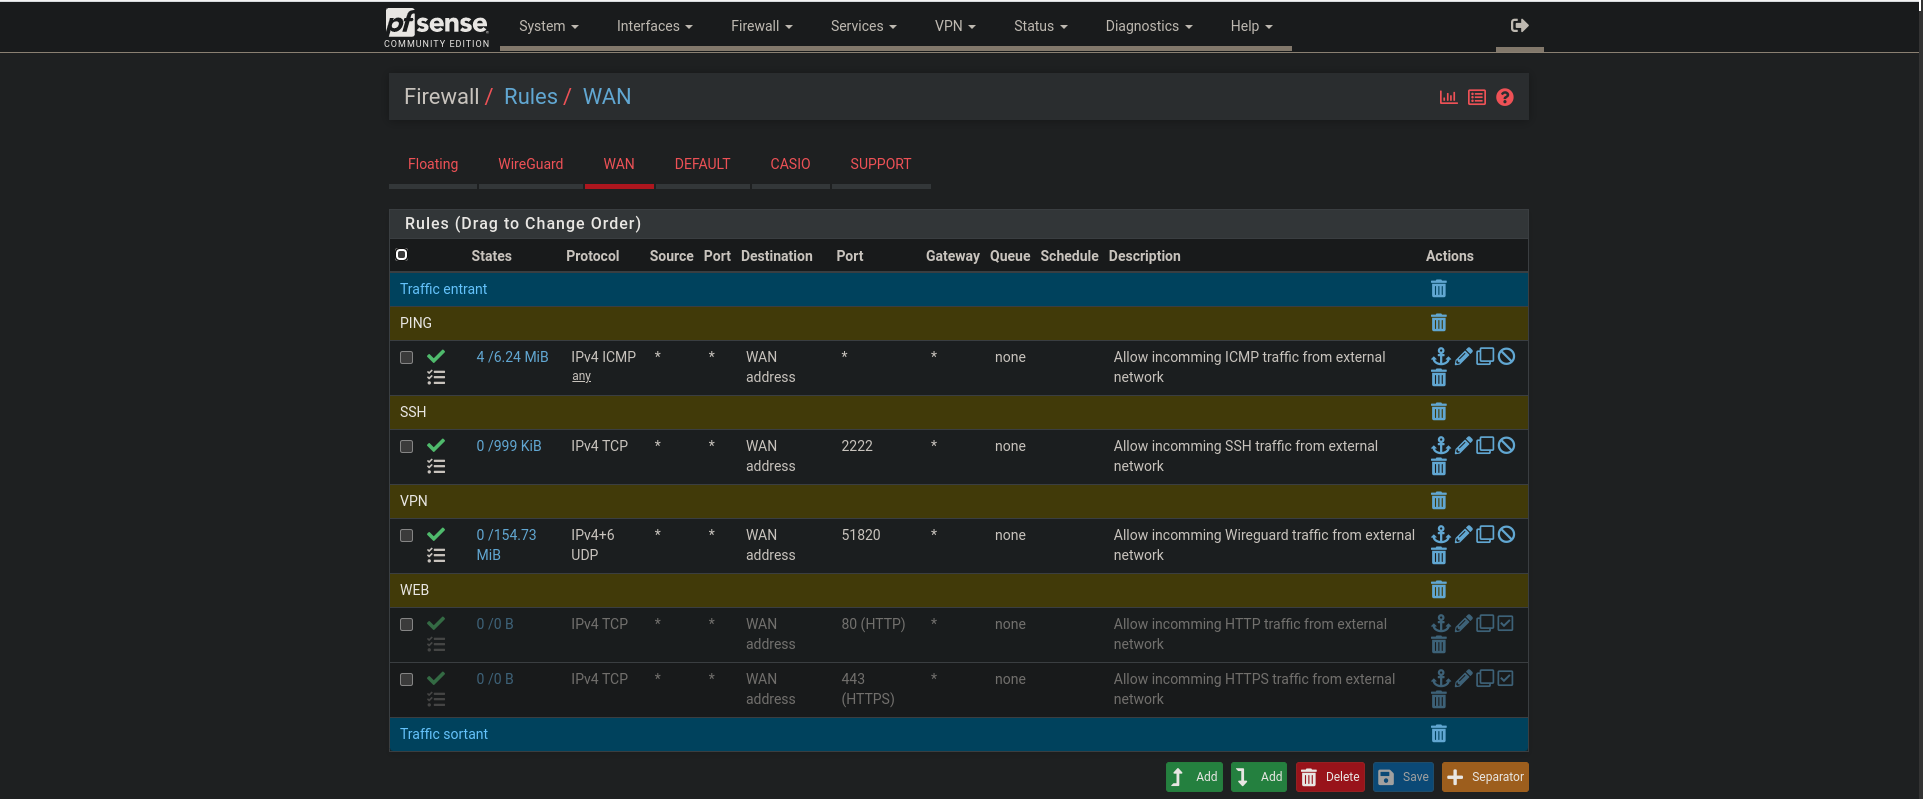 pfsense COMMUNITY EDITION System Interfaces Firewall Services VPN Status Diagnostics Help
Firewall / Rules / WAN
Floating WireGuard WAN DEFAULT CASIO SUPPORT
Rules (Drag to Change Order)
States Protocol Source Port Destination Port Gateway Queue Schedule Description Actions
Traffic entrant
PING
4 /6.24 MiB IPv4 ICMP * * WAN * * none Allow incomming ICMP traffic from external
any address network
SSH
0 /999 KiB IPv4 TCP * * WAN 2222 * none Allow incomming SSH traffic from external
address network
VPN
0 /154.73 IPv4+6 * * WAN 51820 * none Allow incomming Wireguard traffic from external
MiB UDP address network
WEB
0 /0 B IPv4 TCP * * WAN 80 (HTTP) * none Allow incomming HTTP traffic from external
address network
0 /0 B IPv4 TCP * * WAN 443 * none Allow incomming HTTPS traffic from external
address (HTTPS) network
Traffic sortant
Add Add Delete Save Separator